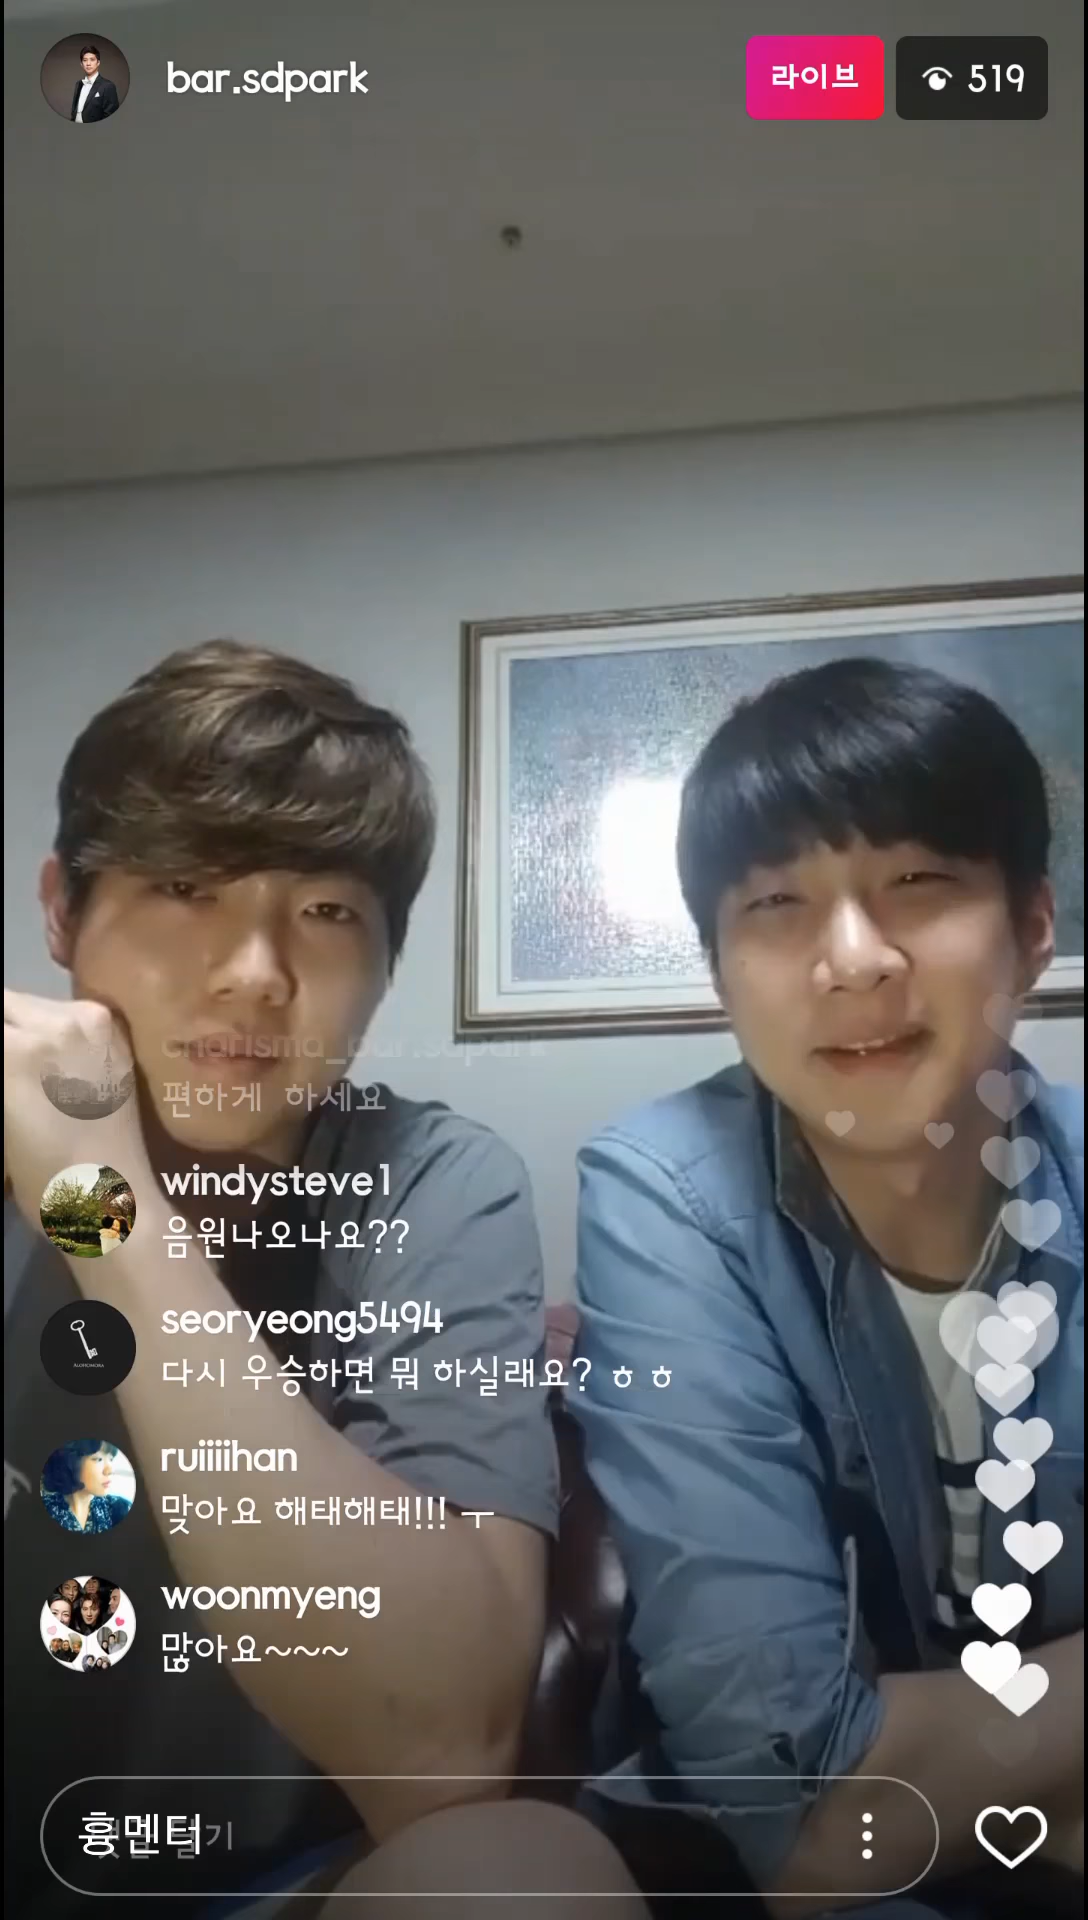 bar.sdpark
라이브
519
charisma_bar.sdpark
편하게 하세요
windysteve1
음원나오나요??
seoryeong5494
다시 우승하면 뭐 하실래요? ㅎ ㅎ
ruiiiihan
맞아요 해태해태!!! ㅜ
woonmyeng
많아요~~~
흉멘터